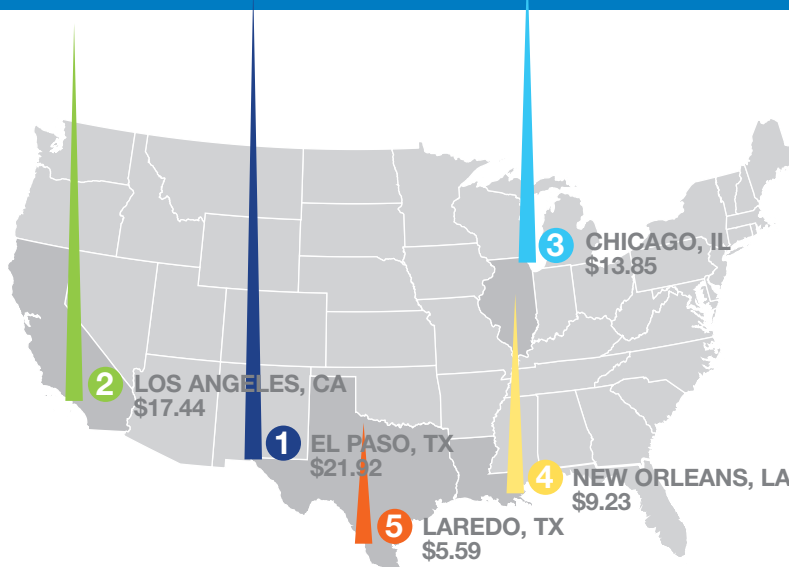 3 CHICAGO, IL
$13.85
2 LOS ANGELES, CA
$17.44
1 EL PASO, TX
$21.92
4 NEW ORLEANS, LA
$9.23
5 LAREDO, TX
$5.59